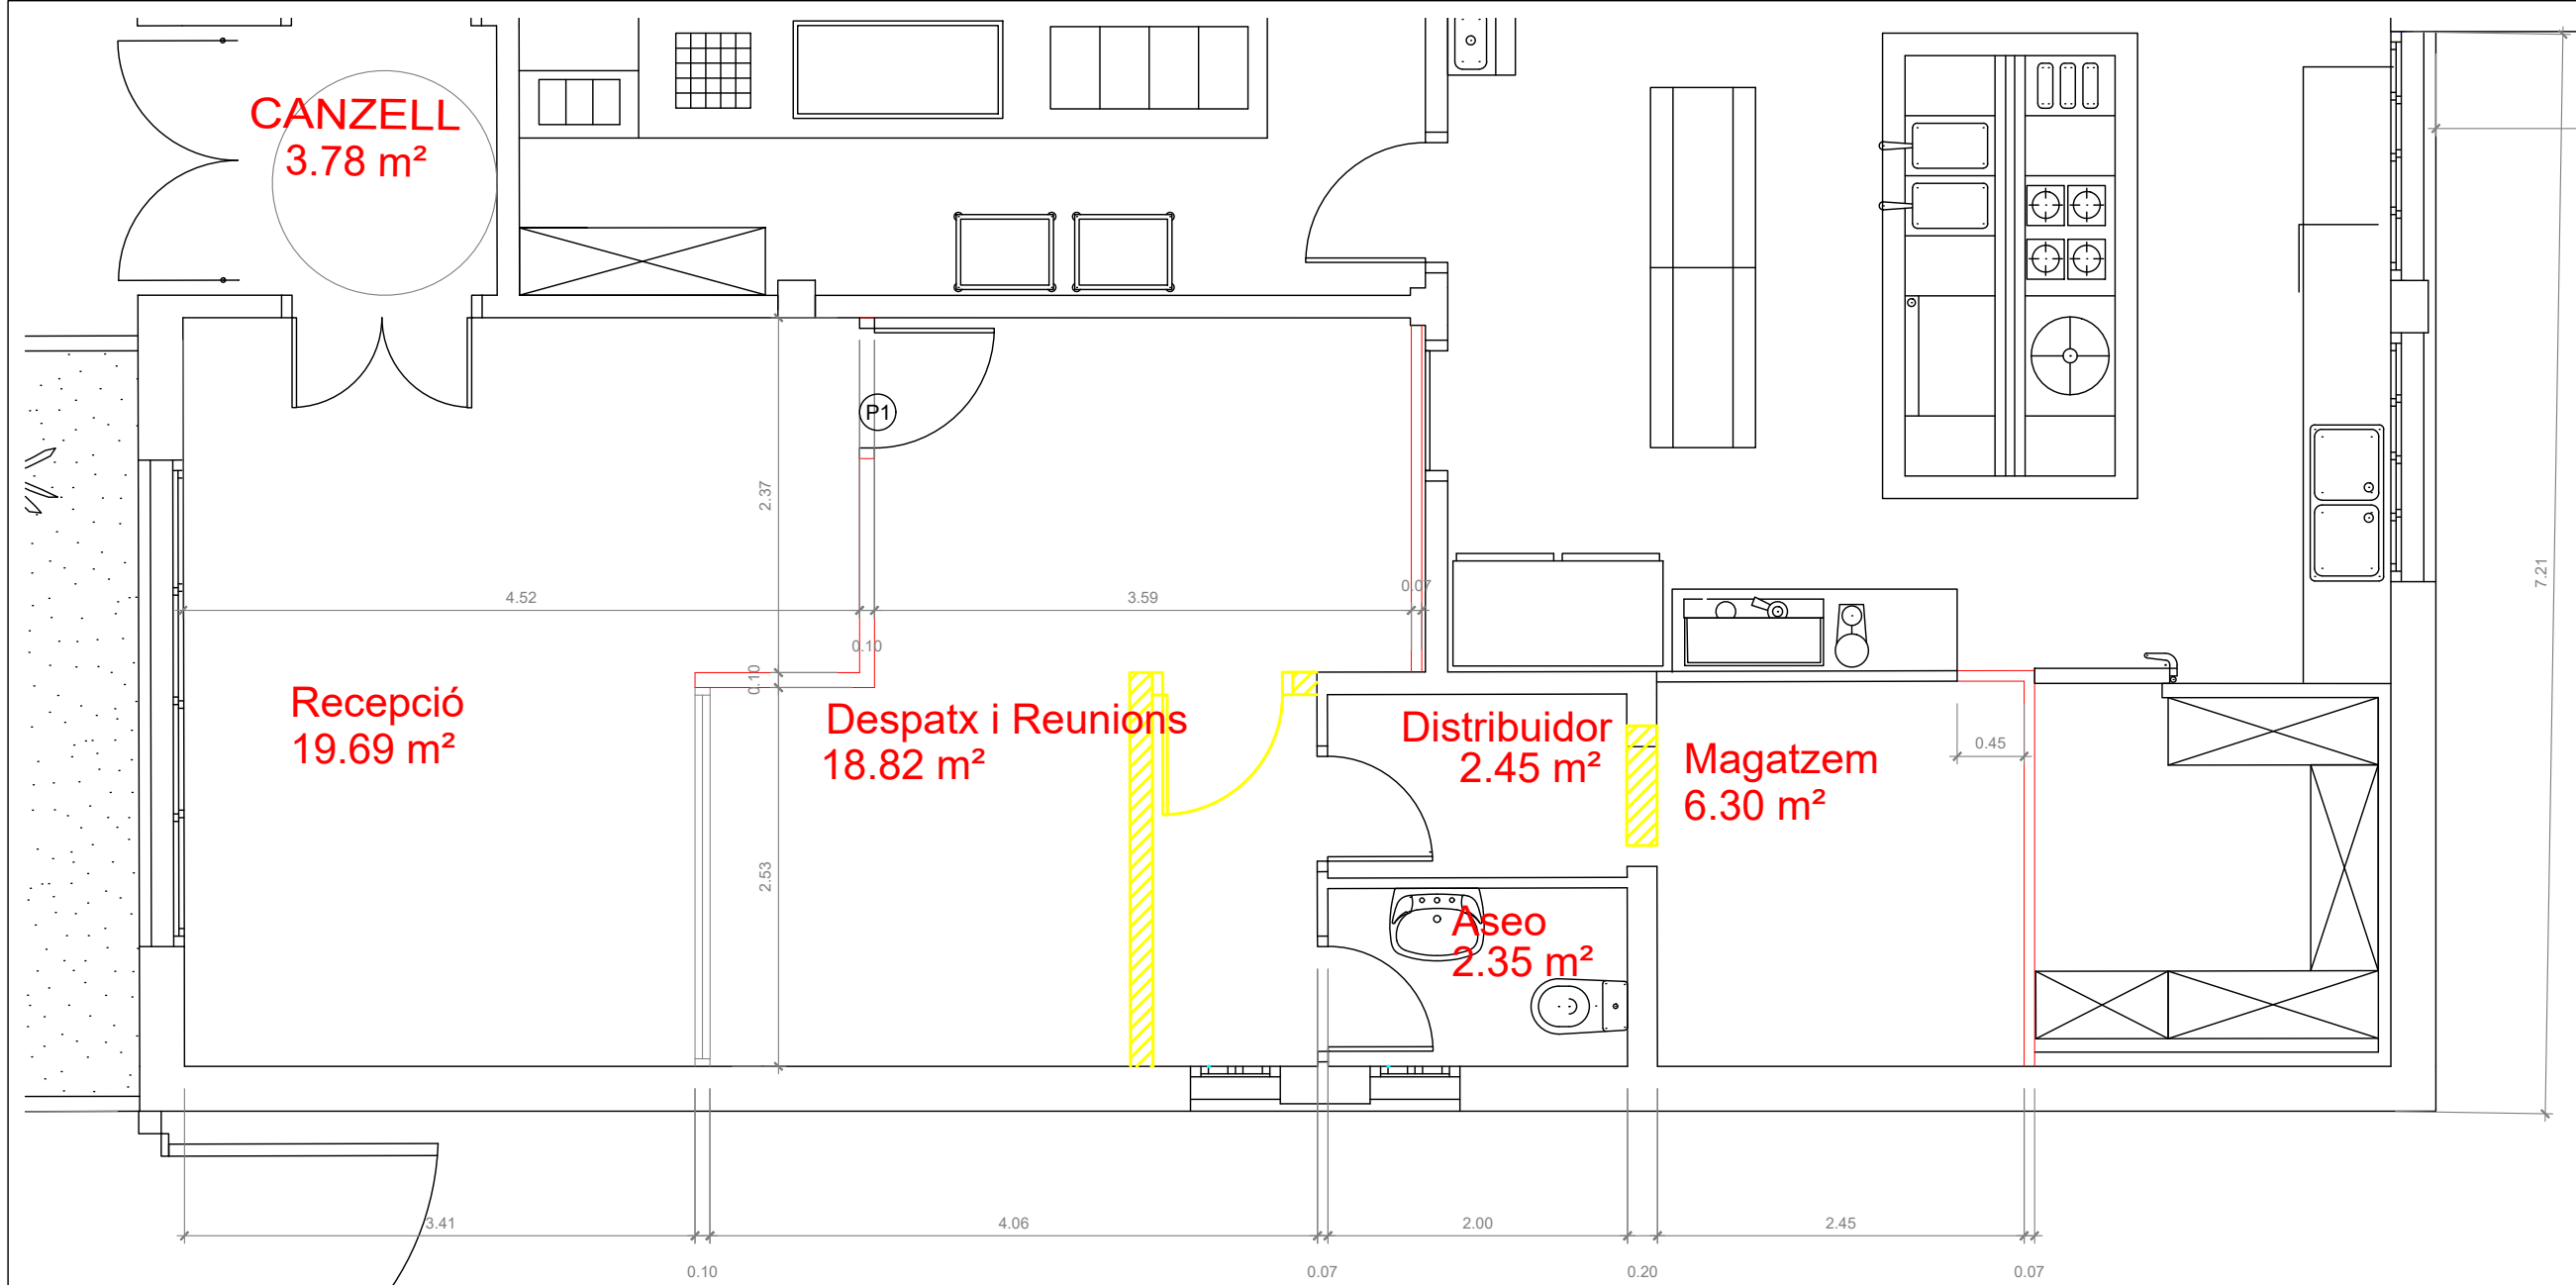 CANZELL
3.78 m²
P1
2.37
7.21
4.52
3.59
0.07
0.10
0.10
Recepció
19.69 m²
Despatx i Reunions
18.82 m²
Distribuidor
2.45 m²
Magatzem
6.30 m²
0.45
2.53
Aseo
2.35 m²
3.41
4.06
2.00
2.45
0.10
0.07
0.20
0.07